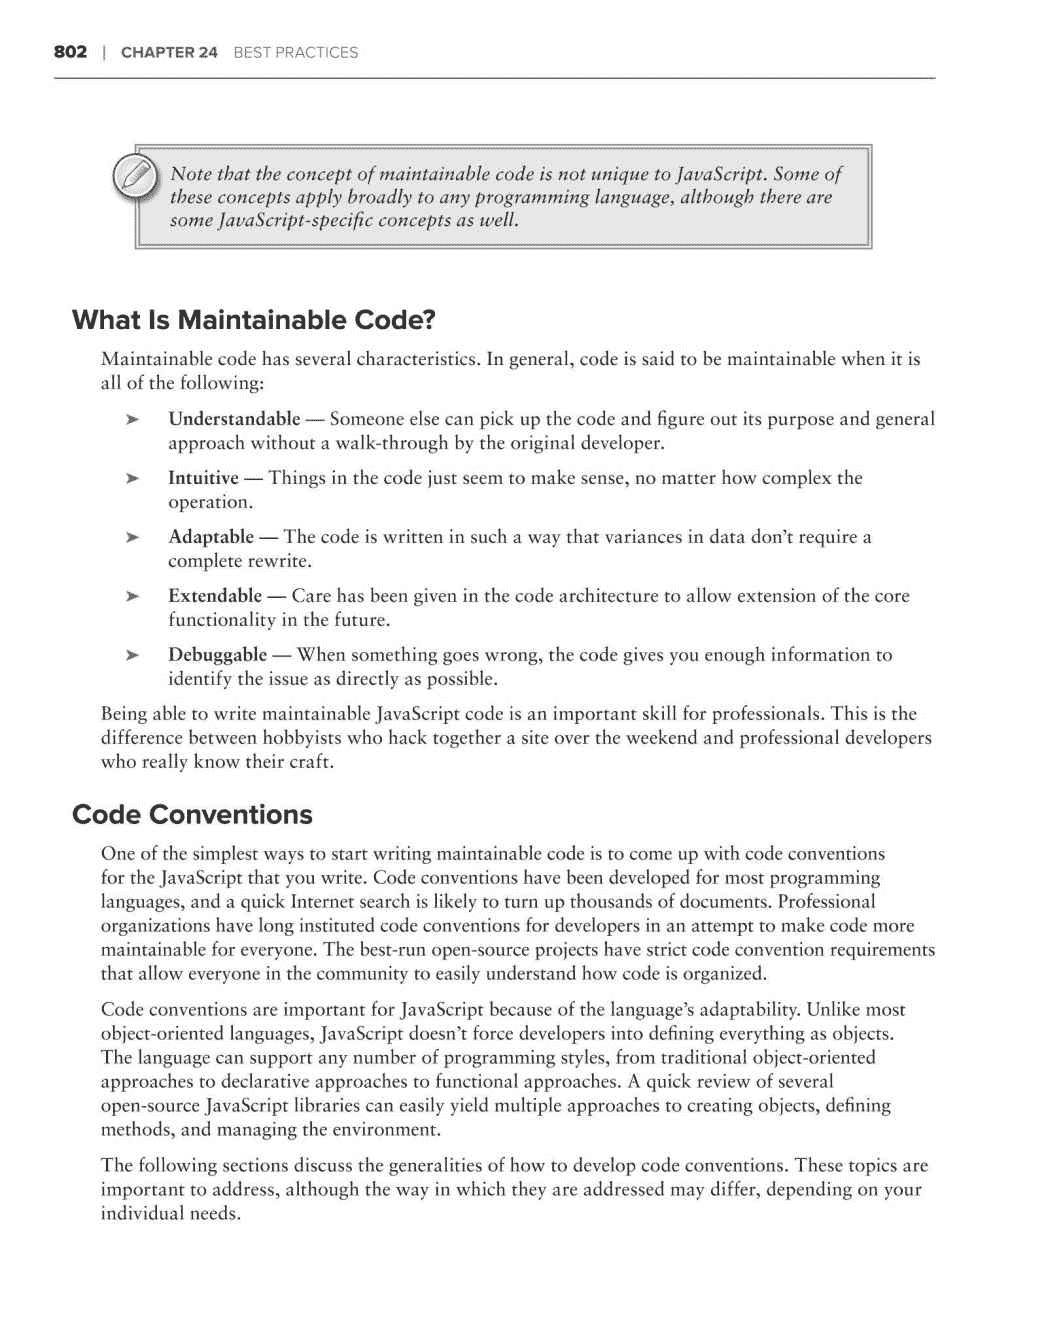 802 | CHAPTER 24 BEST PRACTICES
Note that the concept of maintainable code is not unique to JavaScript. Some of
these concepts apply broadly to any programming language, although there are
some JavaScript-specific concepts as well.
What Is Maintainable Code?
Maintainable code has several characteristics. In general, code is said to be maintainable when it is
all of the following:
➤ Understandable — Someone else can pick up the code and figure out its purpose and general
approach without a walk-through by the original developer.
➤ Intuitive — Things in the code just seem to make sense, no matter how complex the
operation.
➤ Adaptable — The code is written in such a way that variances in data don’t require a
complete rewrite.
➤ Extendable — Care has been given in the code architecture to allow extension of the core
functionality in the future.
➤ Debuggable — When something goes wrong, the code gives you enough information to
identify the issue as directly as possible.
Being able to write maintainable JavaScript code is an important skill for professionals. This is the
difference between hobbyists who hack together a site over the weekend and professional developers
who really know their craft.
Code Conventions
One of the simplest ways to start writing maintainable code is to come up with code conventions
for the JavaScript that you write. Code conventions have been developed for most programming
languages, and a quick Internet search is likely to turn up thousands of documents. Professional
organizations have long instituted code conventions for developers in an attempt to make code more
maintainable for everyone. The best-run open-source projects have strict code convention requirements
that allow everyone in the community to easily understand how code is organized.
Code conventions are important for JavaScript because of the language’s adaptability. Unlike most
object-oriented languages, JavaScript doesn’t force developers into defining everything as objects.
The language can support any number of programming styles, from traditional object-oriented
approaches to declarative approaches to functional approaches. A quick review of several
open-source JavaScript libraries can easily yield multiple approaches to creating objects, defining
methods, and managing the environment.
The following sections discuss the generalities of how to develop code conventions. These topics are
important to address, although the way in which they are addressed may differ, depending on your
individual needs.